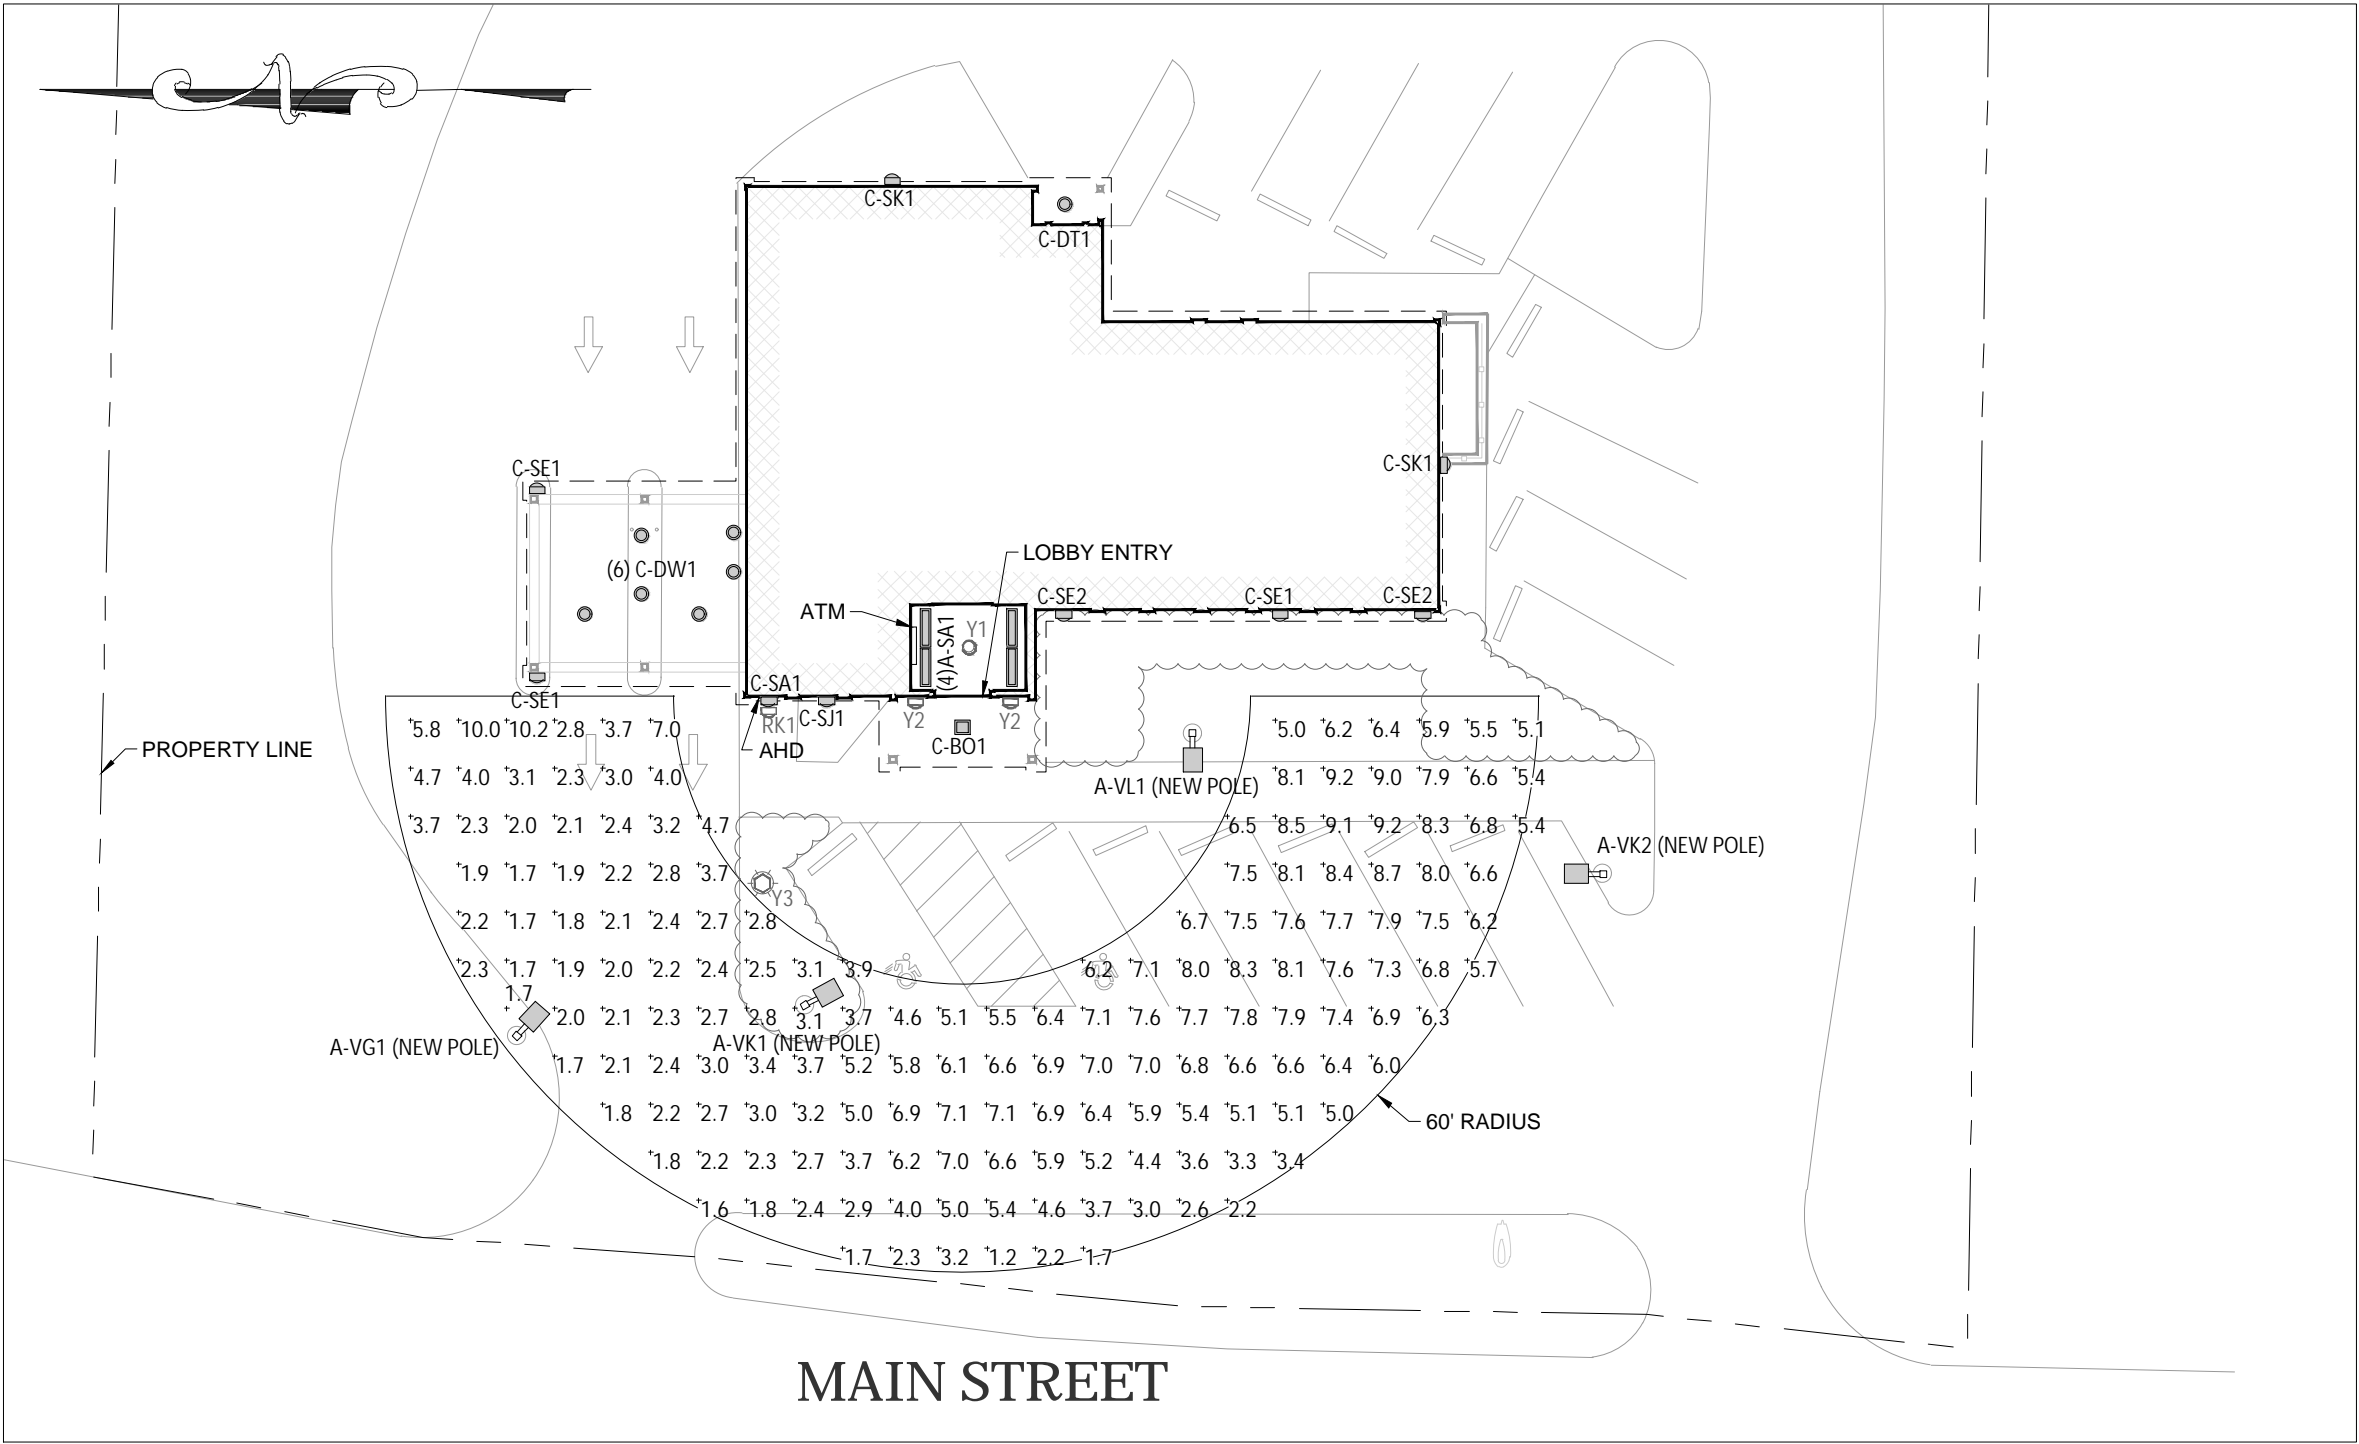 N
C-SK1
C-DT1
C-SE1
C-SK1
LOBBY ENTRY
(6) C-DW1
C-SE2
C-SE1
C-SE2
ATM
(4)A-SA1
Y1
C-SA1
C-SE1
RK1
C-SJ1
Y2
Y2
5.8 10.0 10.2 2.8 3.7 7.0 5.0 6.2 6.4 5.9 5.5 5.1
PROPERTY LINE
AHD
C-BO1
4.7 4.0 3.1 2.3 3.0 4.0 8.1 9.2 9.0 7.9 6.6 5.4
A-VL1 (NEW POLE)
3.7 2.3 2.0 2.1 2.4 3.2 4.7 6.5 8.5 9.1 9.2 8.3 6.8 5.4
A-VK2 (NEW POLE)
1.9 1.7 1.9 2.2 2.8 3.7 7.5 8.1 8.4 8.7 8.0 6.6
Y3
2.2 1.7 1.8 2.1 2.4 2.7 2.8 6.7 7.5 7.6 7.7 7.9 7.5 6.2
2.3 1.7 1.9 2.0 2.2 2.4 2.5 3.1 3.9 6.2 7.1 8.0 8.3 8.1 7.6 7.3 6.8 5.7
1.7 2.0 2.1 2.3 2.7 2.8 3.1 3.7 4.6 5.1 5.5 6.4 7.1 7.6 7.7 7.8 7.9 7.4 6.9 6.3
A-VG1 (NEW POLE)
A-VK1 (NEW POLE)
1.7 2.1 2.4 3.0 3.4 3.7 5.2 5.8 6.1 6.6 6.9 7.0 7.0 6.8 6.6 6.6 6.4 6.0
1.8 2.2 2.7 3.0 3.2 5.0 6.9 7.1 7.1 6.9 6.4 5.9 5.4 5.1 5.1 5.0
60' RADIUS
1.8 2.2 2.3 2.7 3.7 6.2 7.0 6.6 5.9 5.2 4.4 3.6 3.3 3.4
1.6 1.8 2.4 2.9 4.0 5.0 5.4 4.6 3.7 3.0 2.6 2.2
1.7 2.3 3.2 1.2 2.2 1.7
MAIN STREET